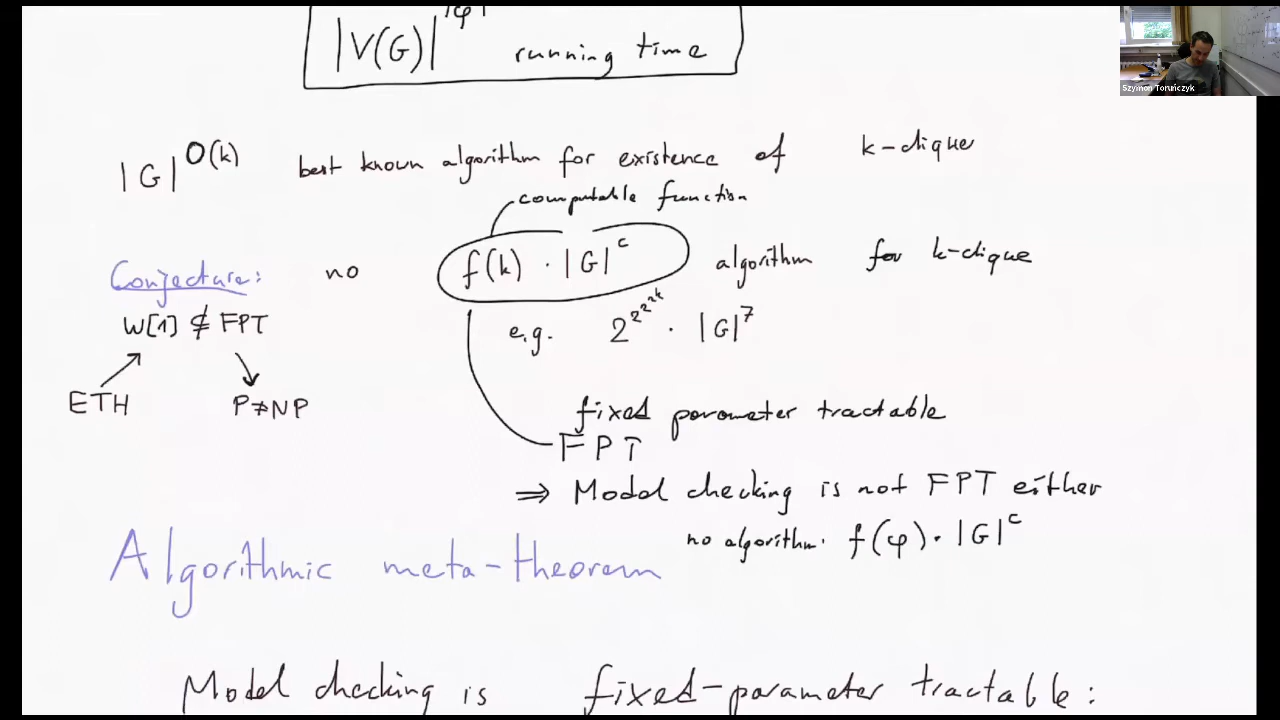 |V(G)|^|φ| running time
Szymon Toruńczyk
|G|^O(k) best known algorithm for existence of k-clique
computable function
Conjecture: no f(k) · |G|^c algorithm for k-clique
W[1] ⊄ FPT
e.g. 2^2^2^2^k · |G|^7
ETH P≠NP
fixed parameter tractable
FPT
⇒ Model checking is not FPT either
no algorithm. f(φ) · |G|^c
Algorithmic meta-theorem
Model checking is fixed-parameter tractable: